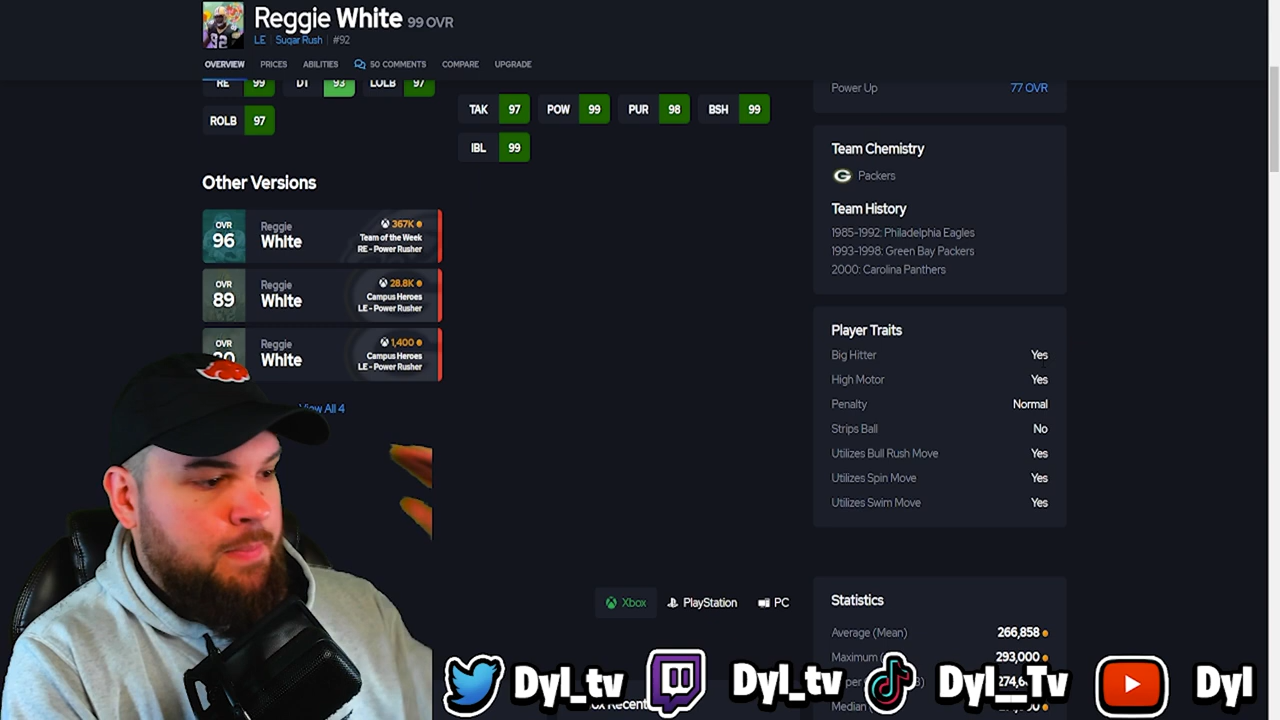 Reggie White 99 OVR
LE Sugar Rush #92
OVERVIEW PRICES ABILITIES 50 COMMENTS COMPARE UPGRADE
RE 99 DT 93 LOLB 97
ROLB 97
TAK 97 POW 99 PUR 98 BSH 99
IBL 99
Power Up 77 OVR
Team Chemistry
Packers
Team History
1985-1992: Philadelphia Eagles
1993-1998: Green Bay Packers
2000: Carolina Panthers
Other Versions
OVR 96 Reggie White 367K
Team of the Week
RE - Power Rusher
OVR 89 Reggie White 28.8K
Campus Heroes
LE - Power Rusher
OVR Reggie White 1,400
Campus Heroes
LE - Power Rusher
View All 4
Player Traits
Big Hitter Yes
High Motor Yes
Penalty Normal
Strips Ball No
Utilizes Bull Rush Move Yes
Utilizes Spin Move Yes
Utilizes Swim Move Yes
Xbox PlayStation PC
Statistics
Average (Mean) 266,858
Maximum 293,000
Median
Dyl_tv Dyl_tv Dyl__Tv Dyl